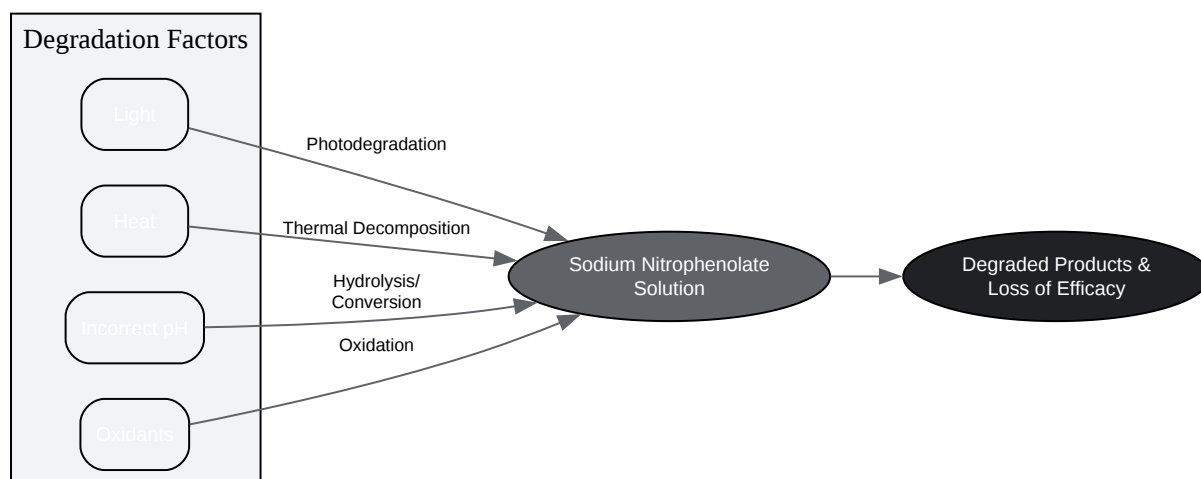 Degradation Factors
Light
Photodegradation
Heat
Thermal Decomposition
Incorrect pH
Hydrolysis/
Conversion
Oxidants
Oxidation
Sodium Nitrophenolate
Solution
Degraded Products &
Loss of Efficacy